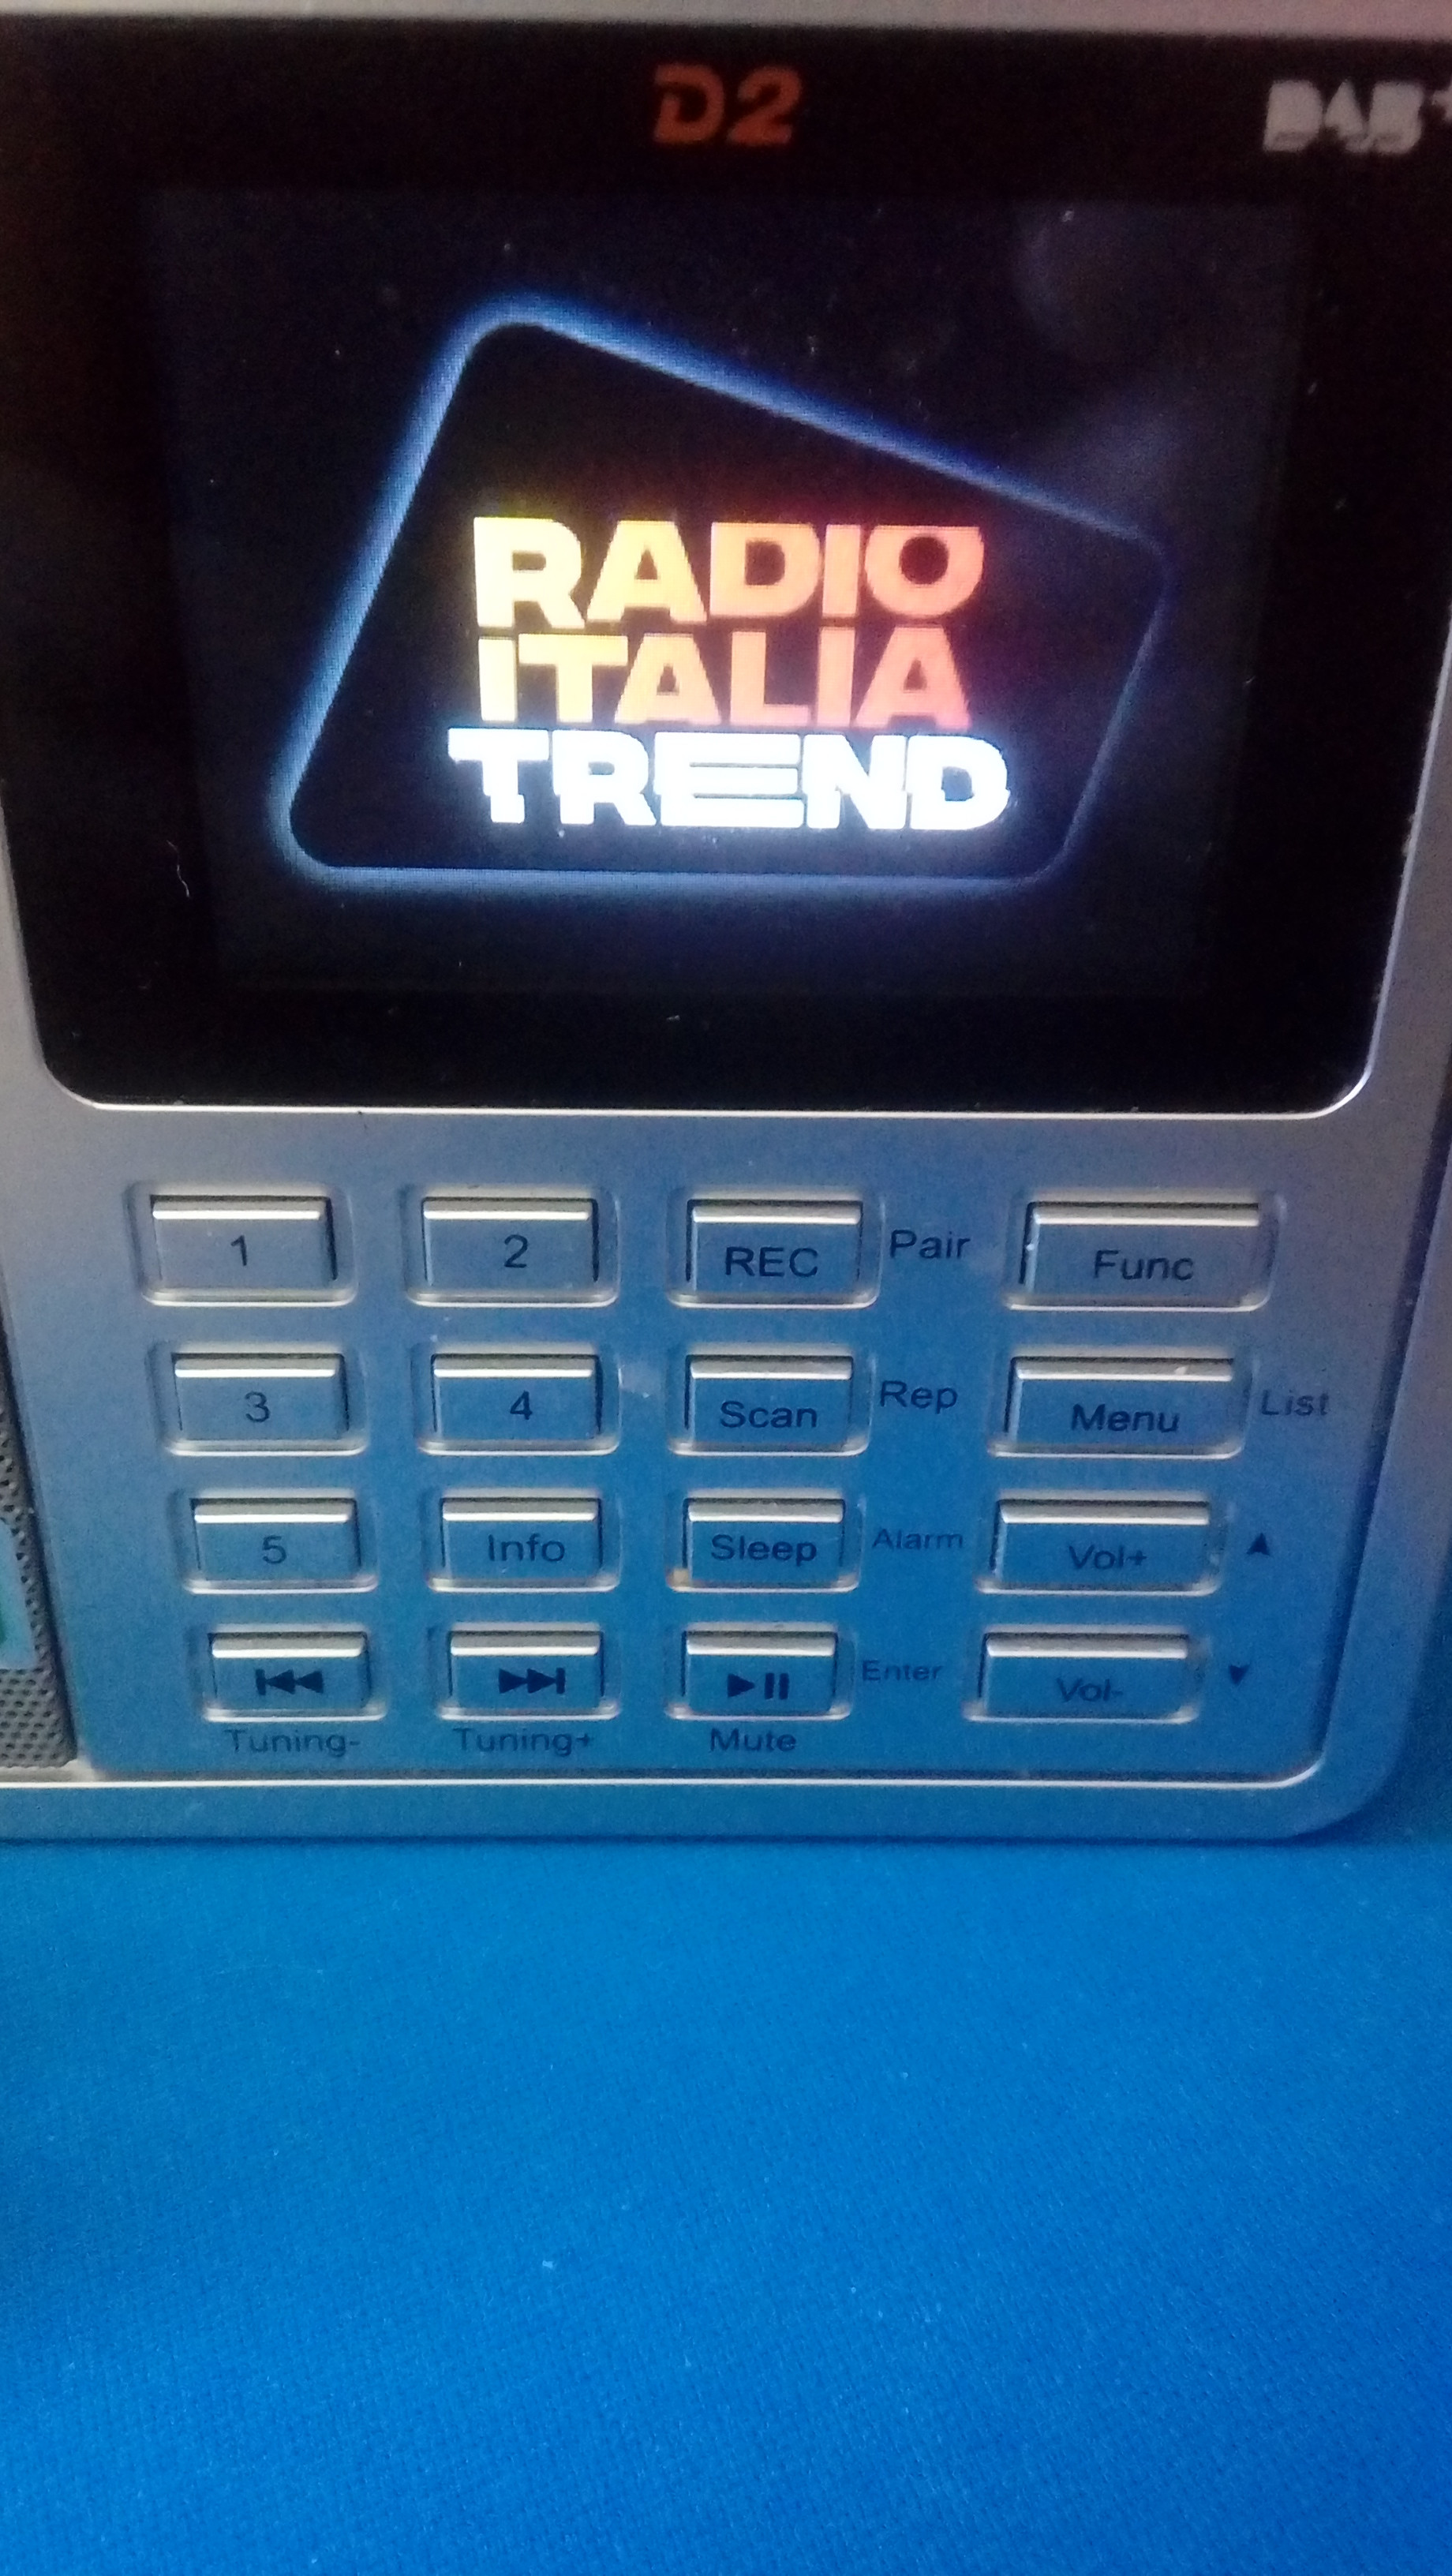 D2 DAB+
RADIO
ITALIA
TREND
1 2 REC Pair Func
3 4 Scan Rep Menu List
5 Info Sleep Alarm Vol+
Enter Vol-
Tuning- Tuning+ Mute